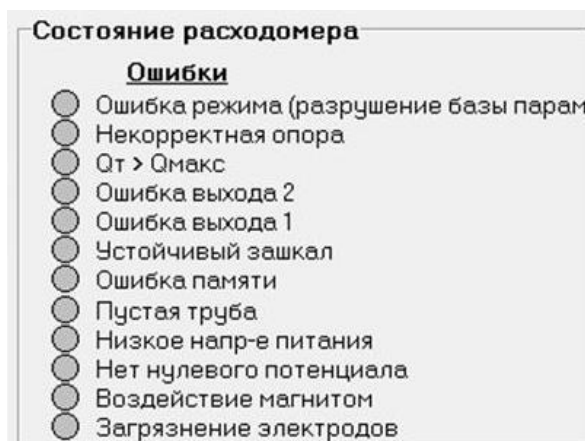 Состояние расходомера
Ошибки
Ошибка режима (разрушение базы парам
Некорректная опора
Qт > Qмакс
Ошибка выхода 2
Ошибка выхода 1
Устойчивый зашкал
Ошибка памяти
Пустая труба
Низкое напр-е питания
Нет нулевого потенциала
Воздействие магнитом
Загрязнение электродов